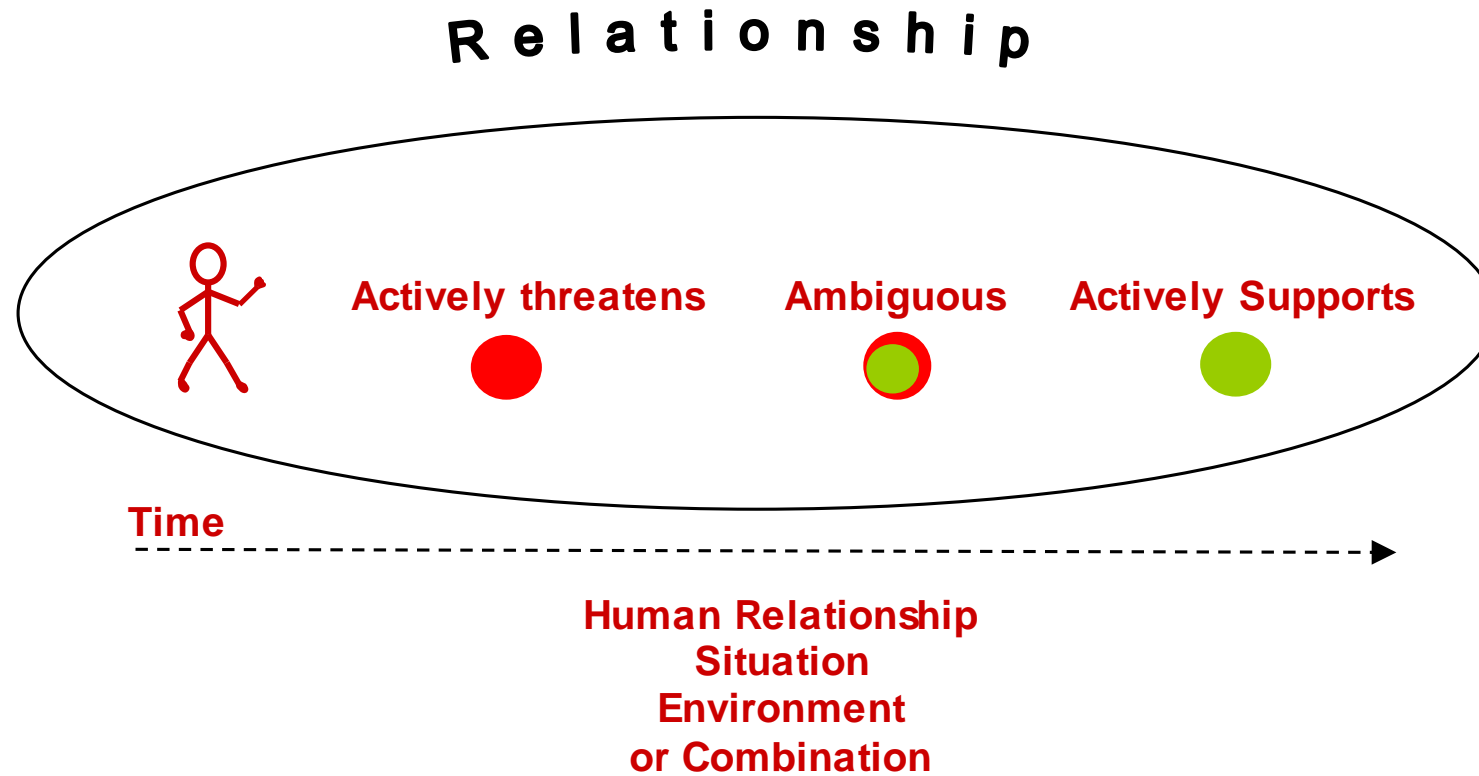 Relationship
Actively threatens Ambiguous Actively Supports
Time
Human Relationship
Situation
Environment
or Combination